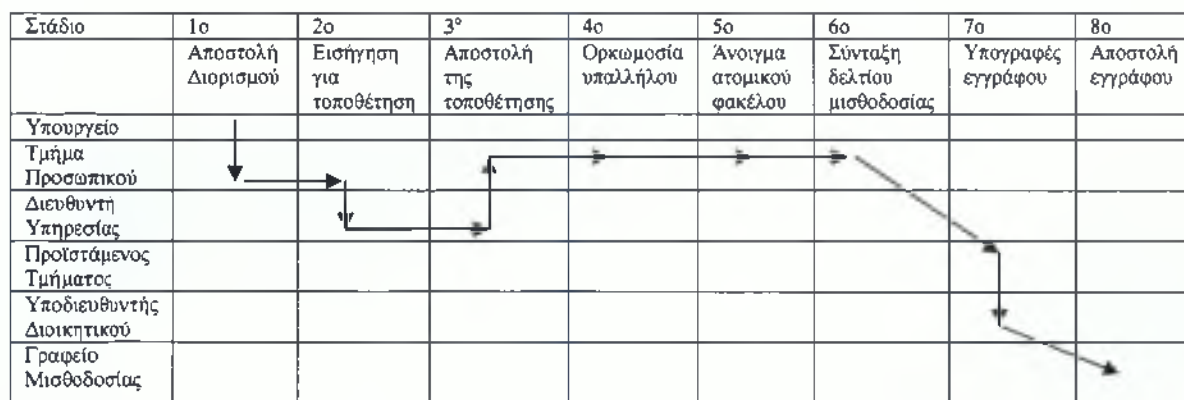 Στάδιο 1ο 2ο 3° 4ο 5ο 6ο 7ο 8ο
Αποστολή Εισήγηση Αποστολή Ορκωμοσία Άνοιγμα Σύνταξη Υπογραφές Αποστολή
Διορισμού για της υπαλλήλου ατομικού δελτίου εγγράφου εγγράφου
τοποθέτηση τοποθέτησης φακέλου μισθοδοσίας
Υπουργείο
Τμήμα
Προσωπικού
Διευθυντή
Υπηρεσίας
Προϊστάμενος
Τμήματος
Υποδιευθυντής
Διοικητικού
Γραφείο
Μισθοδοσίας